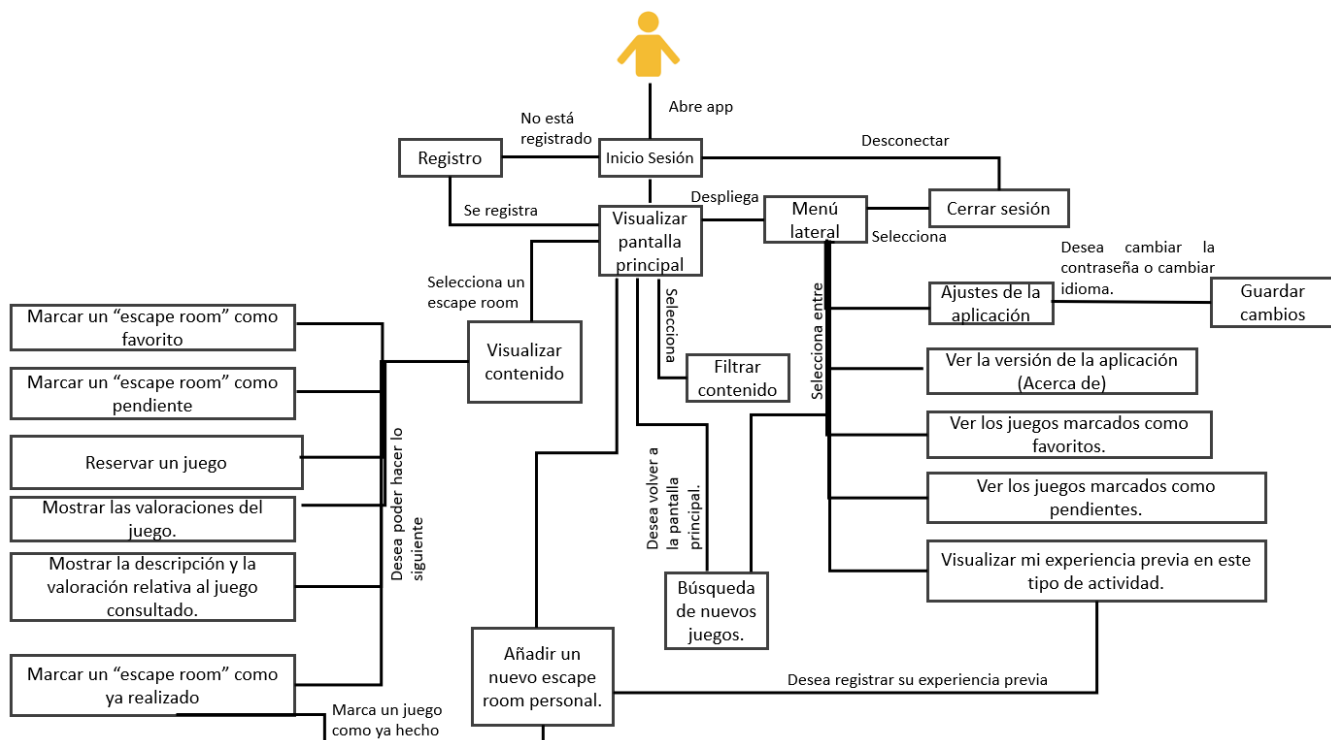 Abre app
No está
registrado
Desconectar
Registro
Inicio Sesión
Se registra
Despliega
Visualizar
pantalla
principal
Menú
lateral
Cerrar sesión
Selecciona
Selecciona un
escape room
Desea cambiar la
contraseña o cambiar
idioma.
Ajustes de la
aplicación
Guardar
cambios
Selecciona
Selecciona entre
Marcar un “escape room” como
favorito
Visualizar
contenido
Filtrar
contenido
Ver la versión de la aplicación
(Acerca de)
Marcar un “escape room” como
pendiente
Ver los juegos marcados como
favoritos.
Reservar un juego
Desea poder hacer lo
siguiente
Desea volver a
la pantalla
principal.
Ver los juegos marcados como
pendientes.
Mostrar las valoraciones del
juego.
Mostrar la descripción y la
valoración relativa al juego
consultado.
Búsqueda
de nuevos
juegos.
Visualizar mi experiencia previa en este
tipo de actividad.
Marcar un “escape room” como
ya realizado
Añadir un
nuevo escape
room personal.
Desea registrar su experiencia previa
Marca un juego
como ya hecho